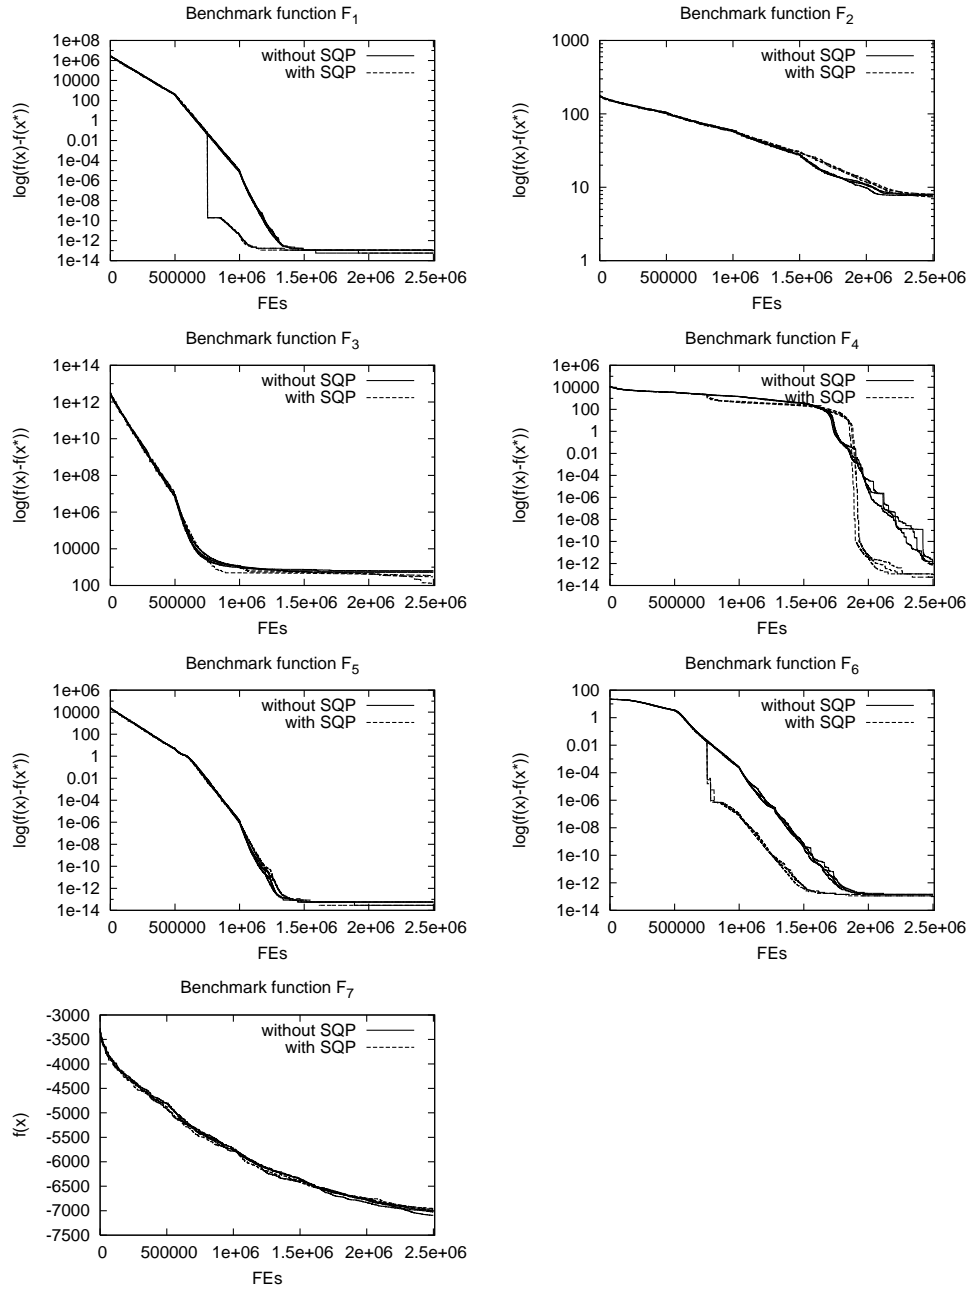 Benchmark function F1
1e+08
1e+06
10000
100
1
0.01
1e-04
1e-06
1e-08
1e-10
1e-12
1e-14
0 500000 1e+06 1.5e+06 2e+06 2.5e+06
FEs
log(f(x)-f(x*))
without SQP
with SQP
Benchmark function F2
1000
100
10
1
0 500000 1e+06 1.5e+06 2e+06 2.5e+06
FEs
log(f(x)-f(x*))
without SQP
with SQP
Benchmark function F3
1e+14
1e+12
1e+10
1e+08
1e+06
10000
100
0 500000 1e+06 1.5e+06 2e+06 2.5e+06
FEs
log(f(x)-f(x*))
without SQP
with SQP
Benchmark function F4
1e+06
10000
100
1
0.01
1e-04
1e-06
1e-08
1e-10
1e-12
1e-14
0 500000 1e+06 1.5e+06 2e+06 2.5e+06
FEs
log(f(x)-f(x*))
without SQP
with SQP
Benchmark function F5
1e+06
10000
100
1
0.01
1e-04
1e-06
1e-08
1e-10
1e-12
1e-14
0 500000 1e+06 1.5e+06 2e+06 2.5e+06
FEs
log(f(x)-f(x*))
without SQP
with SQP
Benchmark function F6
100
1
0.01
1e-04
1e-06
1e-08
1e-10
1e-12
1e-14
0 500000 1e+06 1.5e+06 2e+06 2.5e+06
FEs
log(f(x)-f(x*))
without SQP
with SQP
Benchmark function F7
-3000
-3500
-4000
-4500
-5000
-5500
-6000
-6500
-7000
-7500
0 500000 1e+06 1.5e+06 2e+06 2.5e+06
FEs
f(x)
without SQP
with SQP